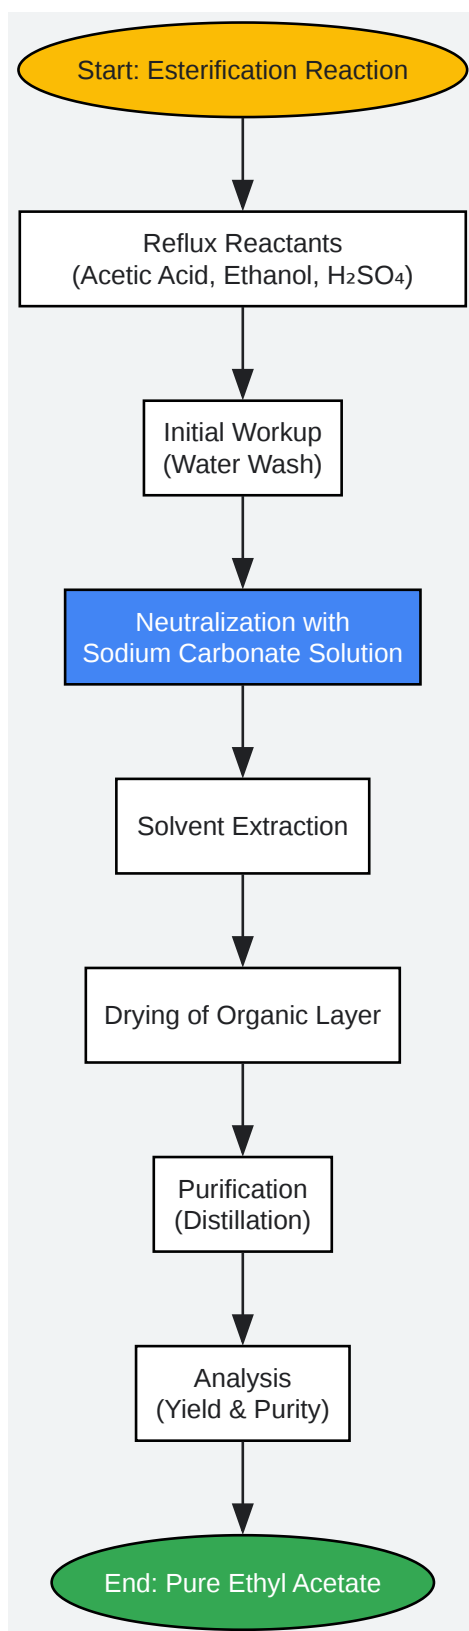 Start: Esterification Reaction
Reflux Reactants
(Acetic Acid, Ethanol, H₂SO₄)
Initial Workup
(Water Wash)
Neutralization with
Sodium Carbonate Solution
Solvent Extraction
Drying of Organic Layer
Purification
(Distillation)
Analysis
(Yield & Purity)
End: Pure Ethyl Acetate